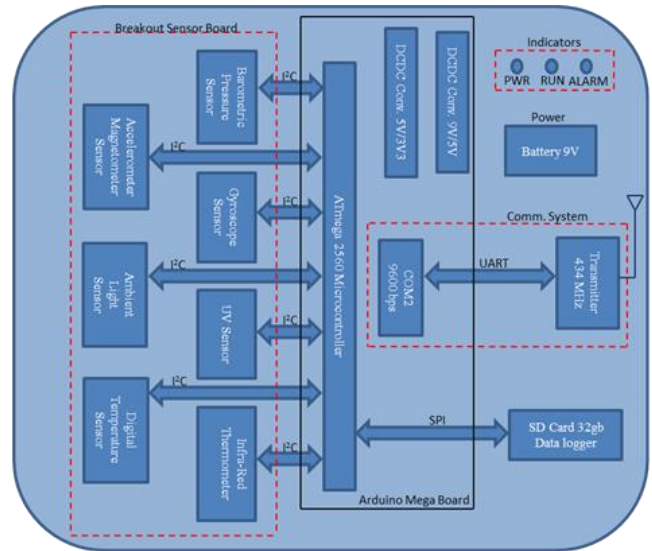 Breakout Sensor Board
Barometric
Pressure
Sensor
I²C
Accelerometer
Magnetometer
Sensor
I²C
Gyroscope
Sensor
I²C
Ambient
Light
Sensor
I²C
UV Sensor
I²C
Digital
Temperature
Sensor
I²C
Infra-Red
Thermometer
I²C
ATmega 2560 Microcontroller
DCDC Conv. 5V/3V3
DCDC Conv. 9V/5V
Indicators
PWR RUN ALARM
Power
Battery 9V
Comm. System
COM2
9600 bps
UART
Transmitter
434 MHz
SPI
SD Card 32gb
Data logger
Arduino Mega Board